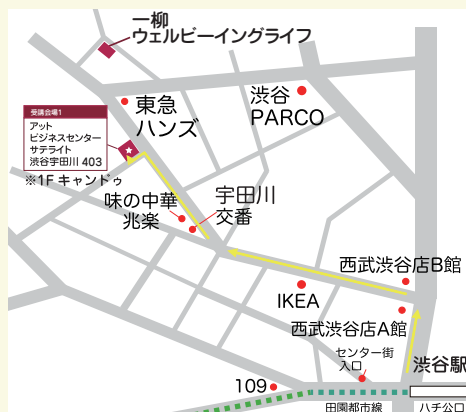 一柳
ウェルビーイングライフ
受講会場1
アット
ビジネスセンター
サテライト
渋谷宇田川 403
※1F キャンドゥ
東急
ハンズ
渋谷
PARCO
味の中華
兆楽
宇田川
交番
西武渋谷店B館
IKEA
西武渋谷店A館
センター街
入口
渋谷駅
109
田園都市線
ハチ公口